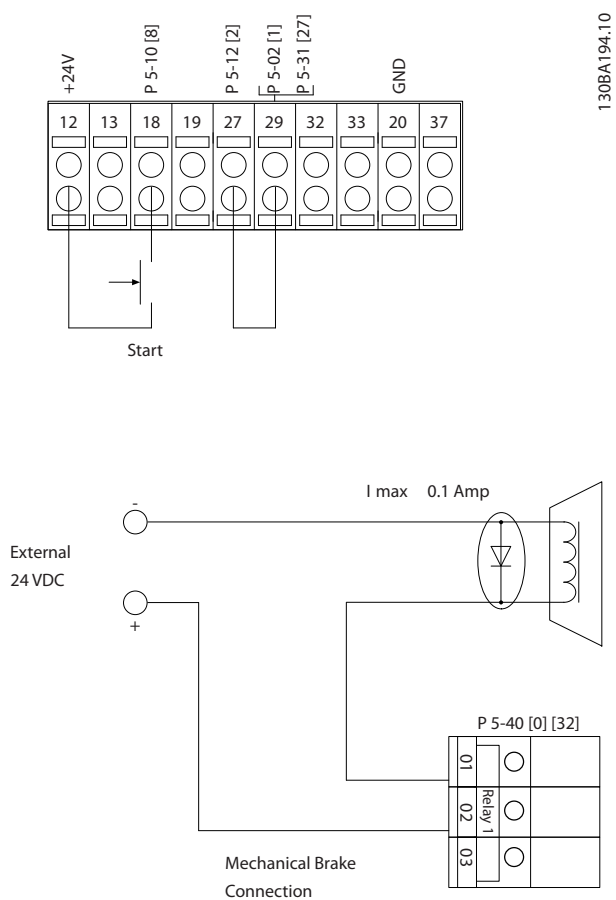 130BA194.10
+24V
P 5-10 [8]
P 5-12 [2]
P 5-02 [1]
P 5-31 [27]
GND
12 13 18 19 27 29 32 33 20 37
Start
I max 0.1 Amp
-
External
24 VDC
+
P 5-40 [0] [32]
01
02
03
Relay 1
Mechanical Brake
Connection